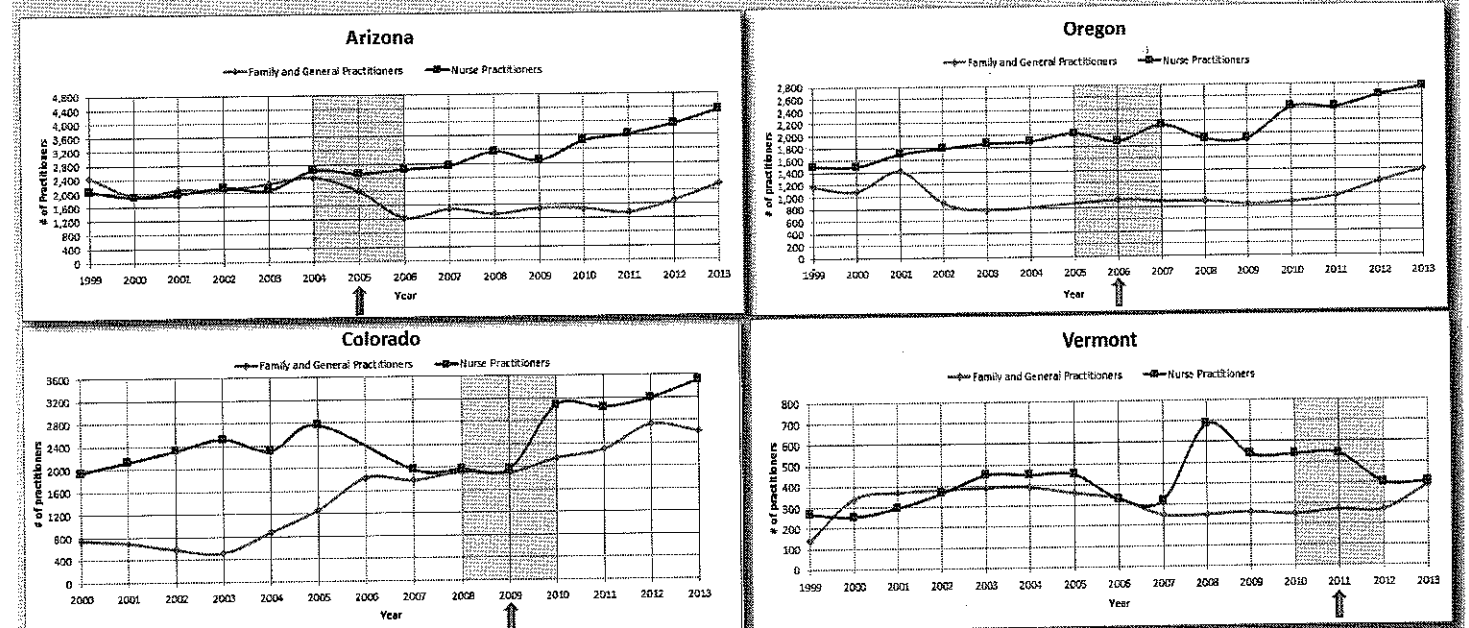 Arizona
Family and General Practitioners Nurse Practitioners
# of Practitioners
4,800
4,400
4,000
3,600
3,200
2,800
2,400
2,000
1,600
1,200
800
400
0
1999 2000 2001 2002 2003 2004 2005 2006 2007 2008 2009 2010 2011 2012 2013
Year
Oregon
Family and General Practitioners Nurse Practitioners
# of practitioners
2,800
2,600
2,400
2,200
2,000
1,800
1,600
1,400
1,200
1,000
800
600
400
200
0
1999 2000 2001 2002 2003 2004 2005 2006 2007 2008 2009 2010 2011 2012 2013
Year
Colorado
Family and General Practitioners Nurse Practitioners
# of practitioners
3600
3200
2800
2400
2000
1600
1200
800
400
0
2000 2001 2002 2003 2004 2005 2006 2007 2008 2009 2010 2011 2012 2013
Year
Vermont
Family and General Practitioners Nurse Practitioners
# of practitioners
800
700
600
500
400
300
200
100
0
1999 2000 2001 2002 2003 2004 2005 2006 2007 2008 2009 2010 2011 2012 2013
Year